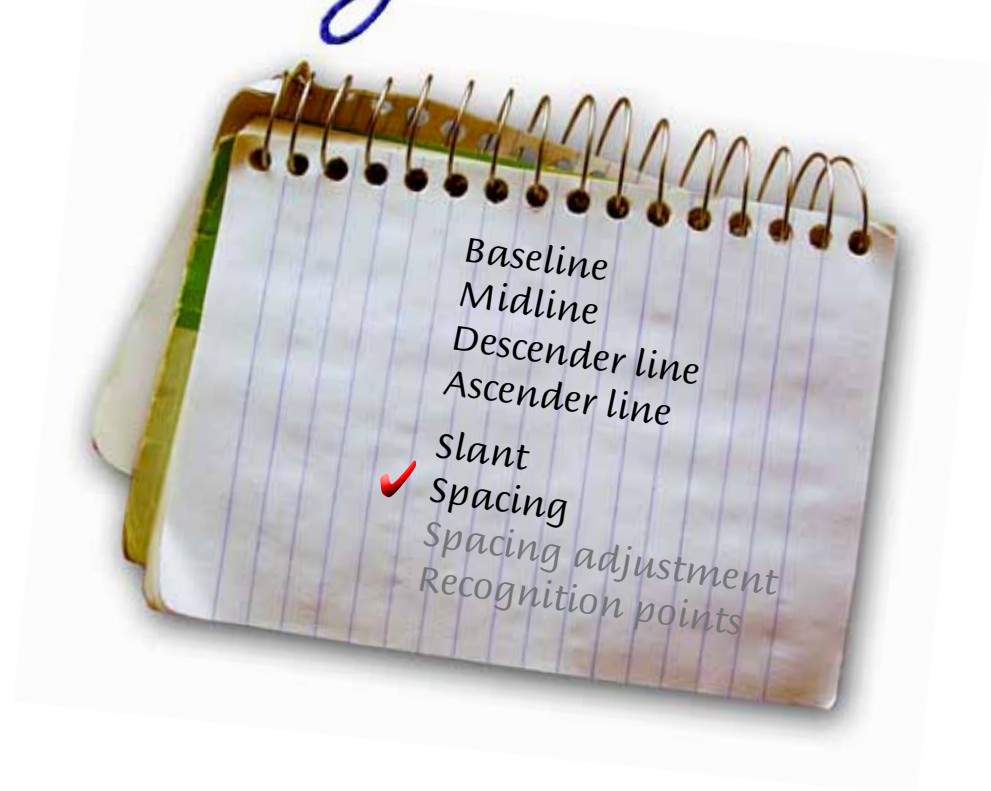 Baseline
Midline
Descender line
Ascender line
Slant
Spacing
Spacing adjustment
Recognition points